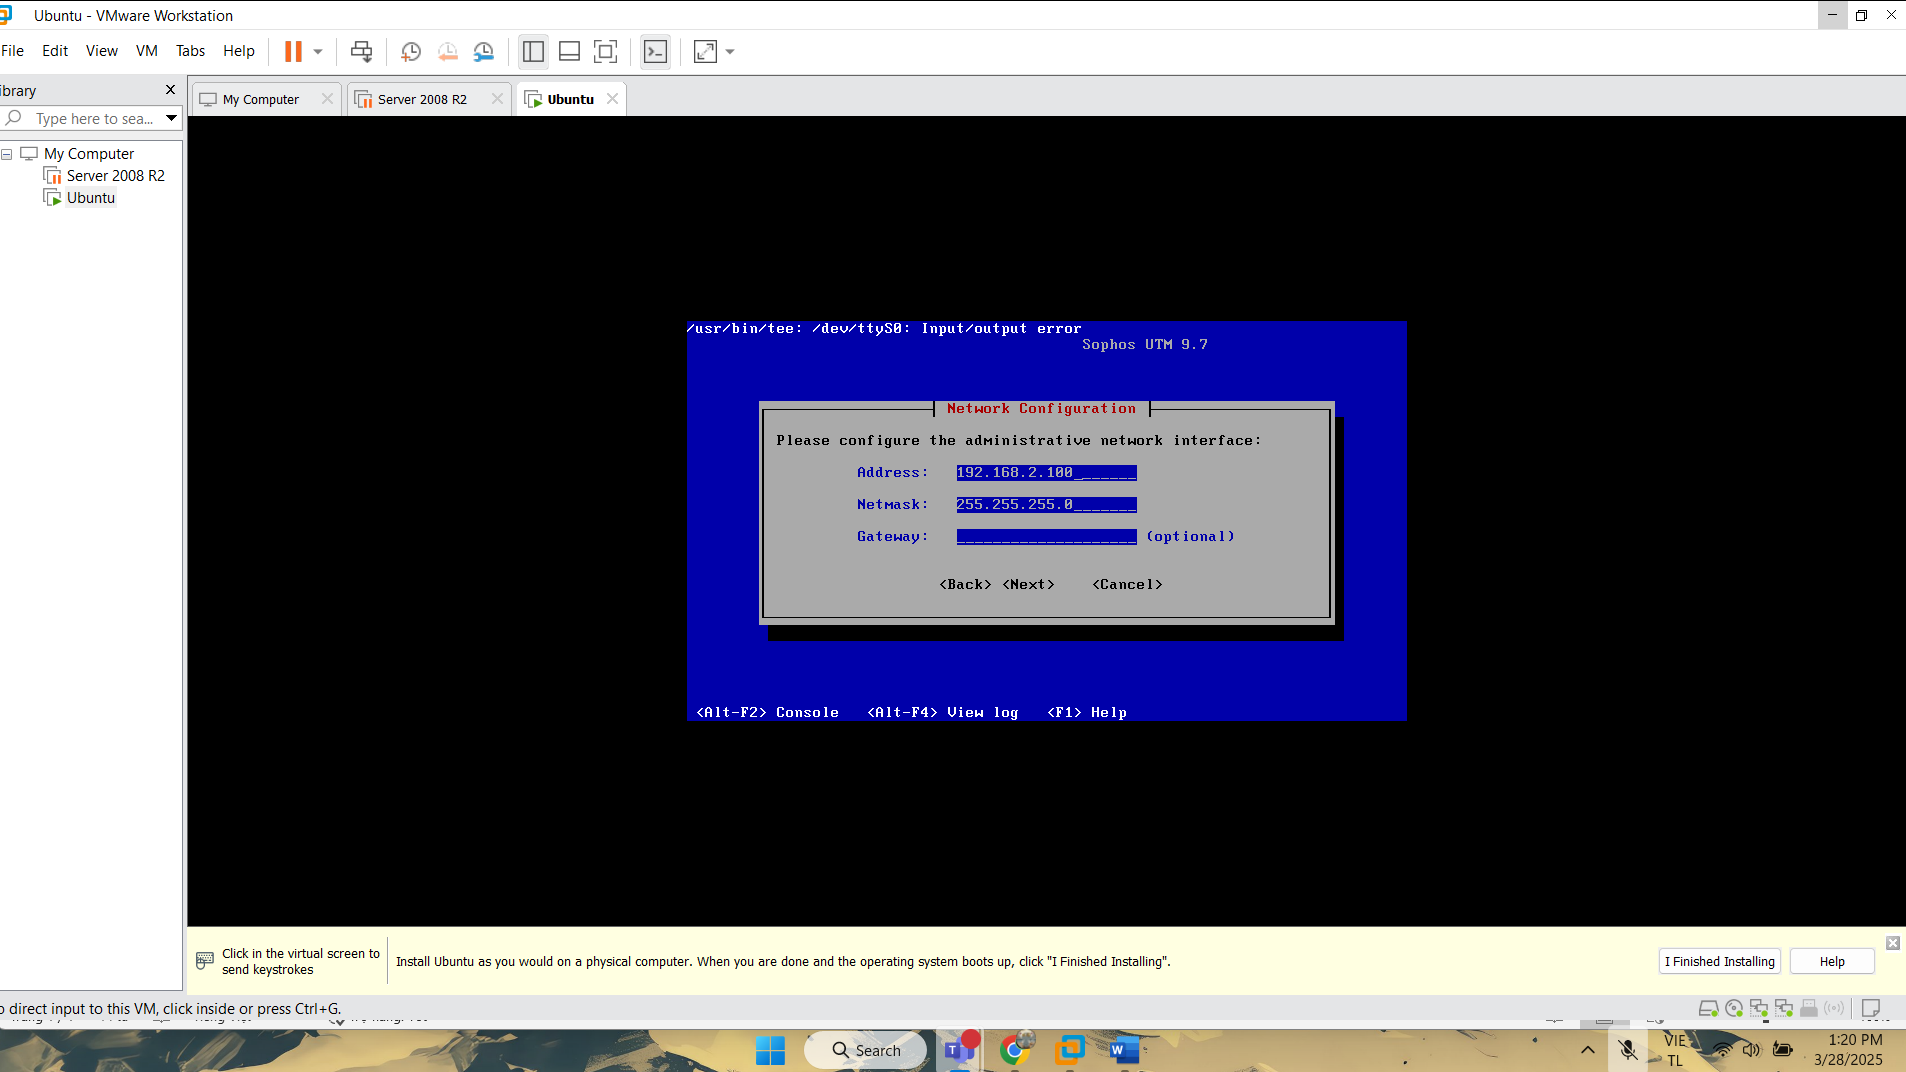 Ubuntu - VMware Workstation
File Edit View VM Tabs Help
ibrary
Type here to sea...
My Computer
Server 2008 R2
Ubuntu
My Computer
Server 2008 R2
Ubuntu
/usr/bin/tee: /dev/ttyS0: Input/output error
Sophos UTM 9.7
Network Configuration
Please configure the administrative network interface:
Address: 192.168.2.100_______
Netmask: 255.255.255.0_______
Gateway: ____________________ (optional)
<Back> <Next> <Cancel>
<Alt-F2> Console <Alt-F4> View log <F1> Help
Click in the virtual screen to
send keystrokes
Install Ubuntu as you would on a physical computer. When you are done and the operating system boots up, click "I Finished Installing".
I Finished Installing
Help
o direct input to this VM, click inside or press Ctrl+G.
Search
VIE
TL
1:20 PM
3/28/2025